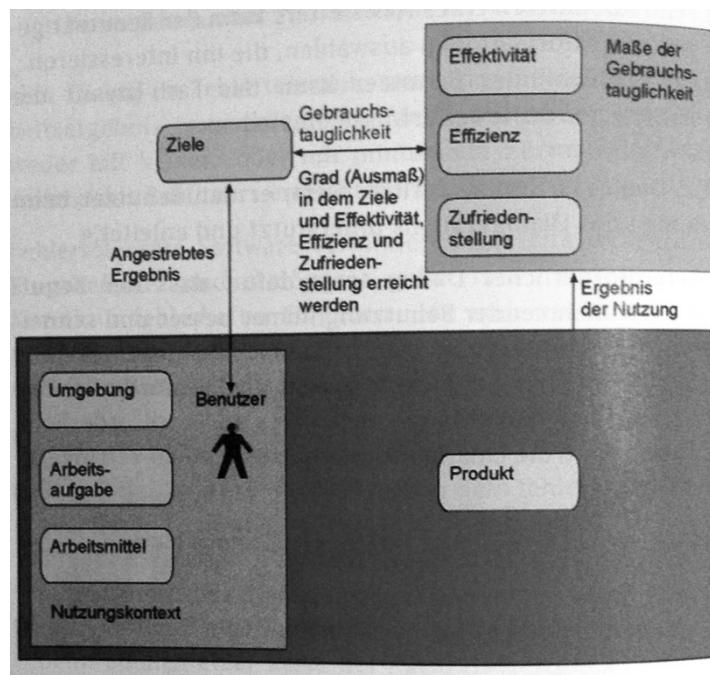 Effektivität
Maße der
Gebrauchs-
tauglichkeit
Gebrauchs-
tauglichkeit
Ziele
Effizienz
Grad (Ausmaß)
in dem Ziele
und Effektivität,
Effizienz und
Zufrieden-
stellung erreicht
werden
Zufrieden-
stellung
Angestrebtes
Ergebnis
Ergebnis
der Nutzung
Umgebung
Benutzer
Arbeits-
aufgabe
Produkt
Arbeitsmittel
Nutzungskontext